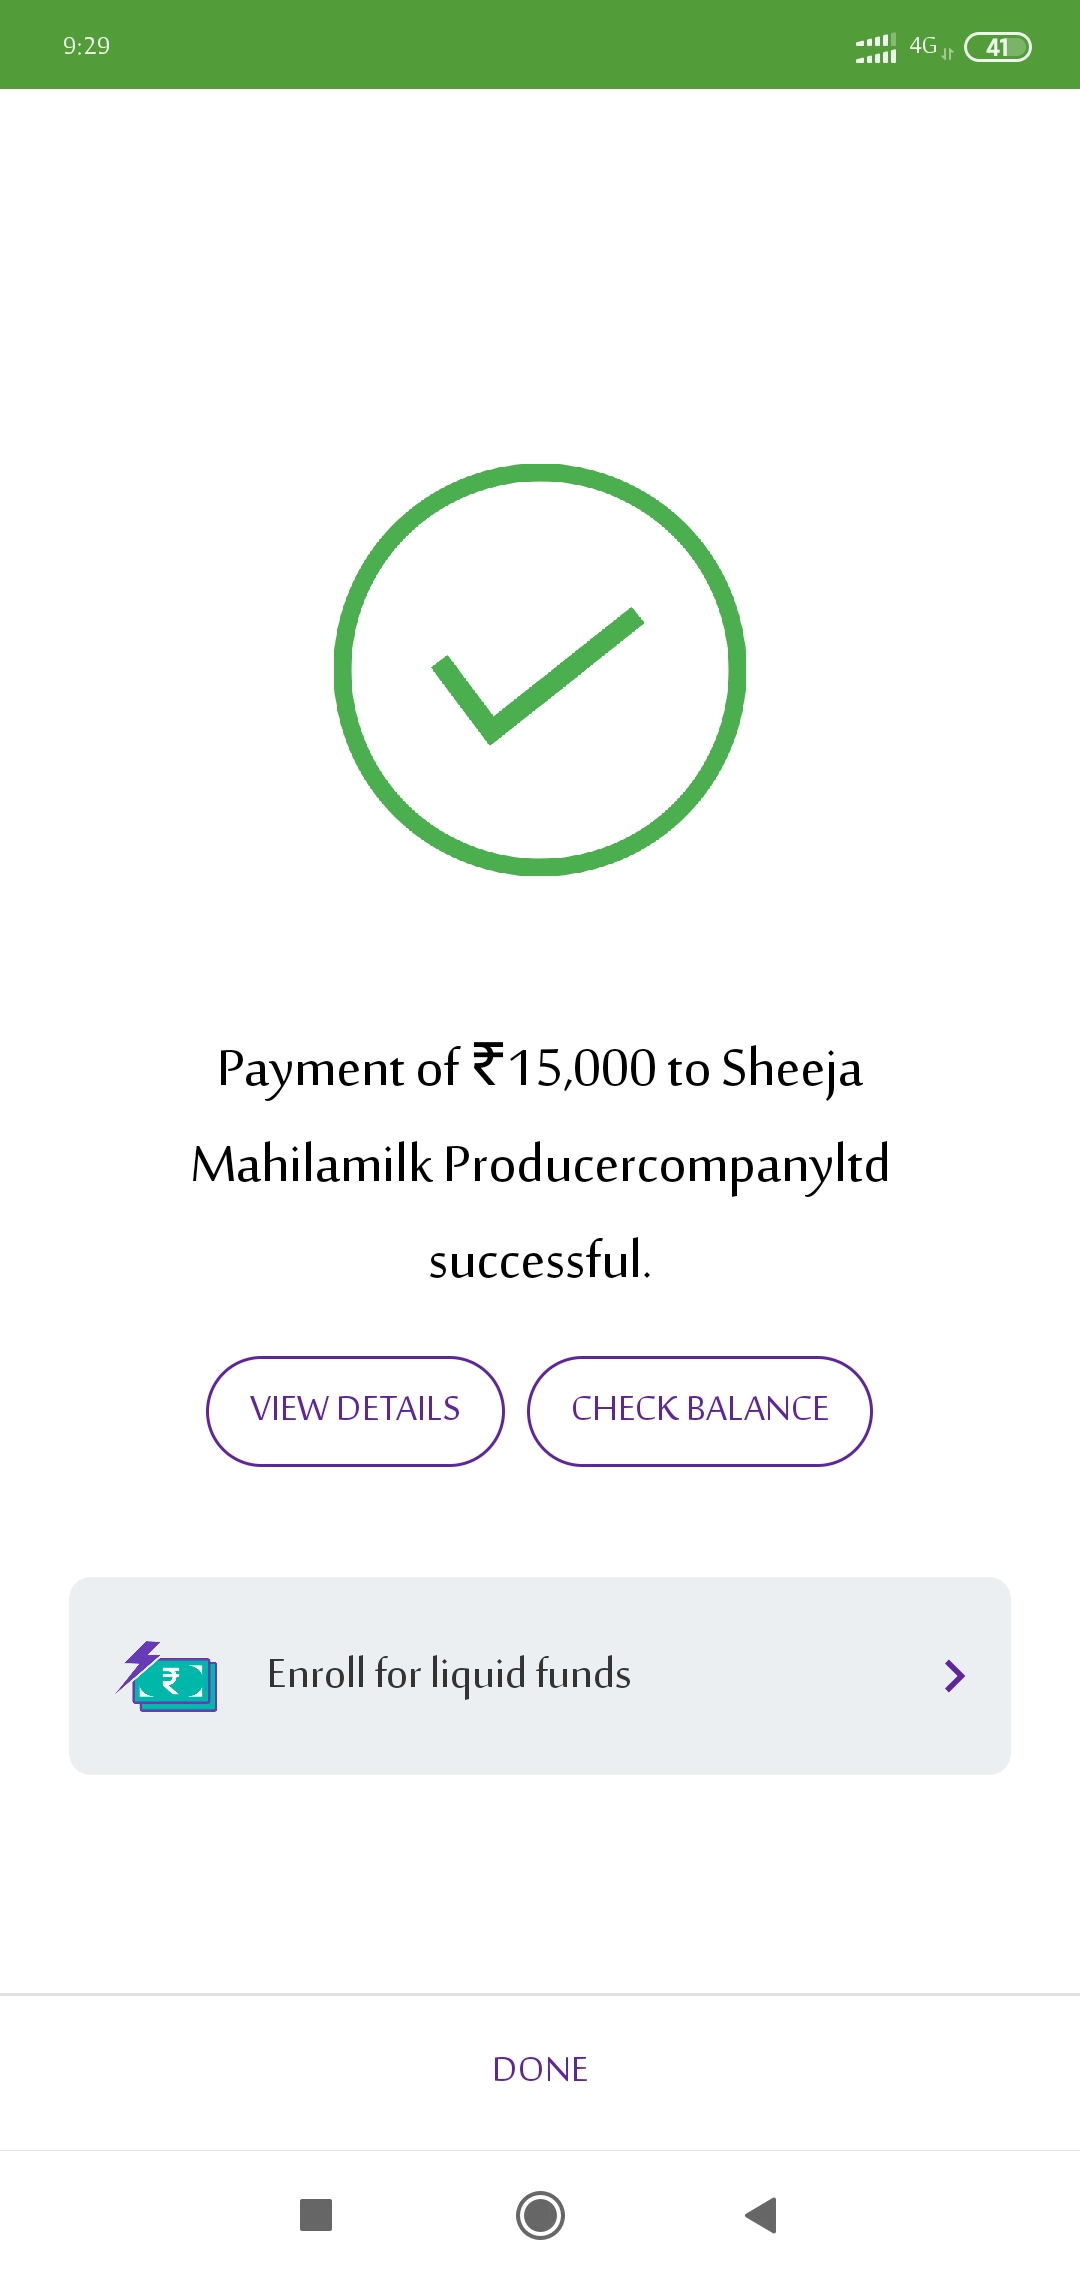 9:29
4G 41
Payment of ₹15,000 to Sheeja
Mahilamilk Producercompanyltd
successful.
VIEW DETAILS CHECK BALANCE
₹ Enroll for liquid funds
DONE